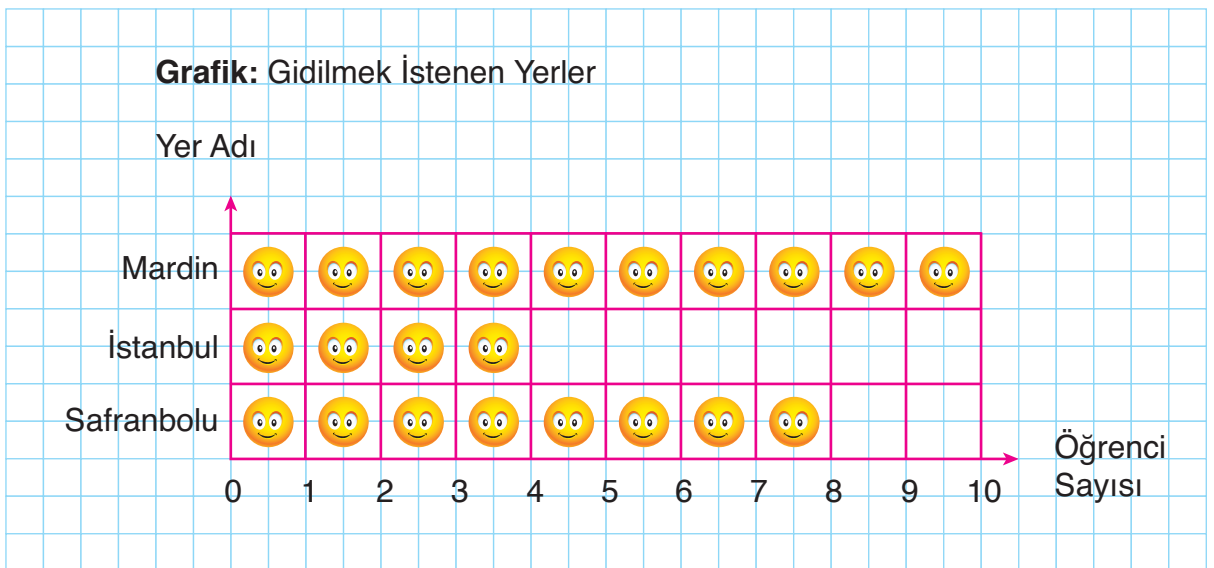 Grafik: Gidilmek İstenen Yerler
Yer Adı
Mardin
İstanbul
Safranbolu
0 1 2 3 4 5 6 7 8 9 10
Öğrenci
Sayısı